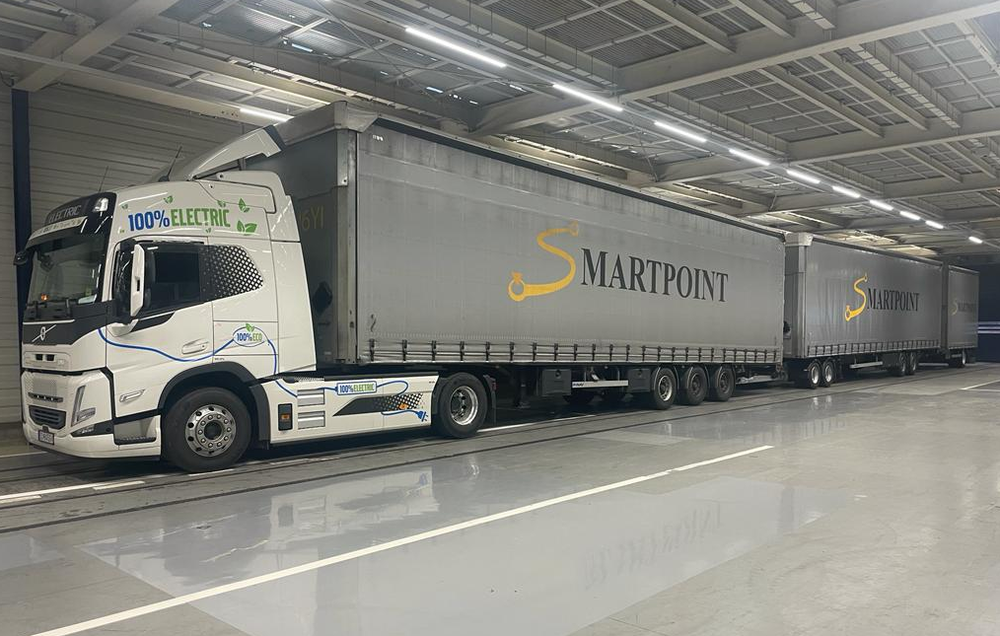 ELECTRIC
100% ELECTRIC
100% ECO
100% ELECTRIC
SMARTPOINT
SMARTPOINT